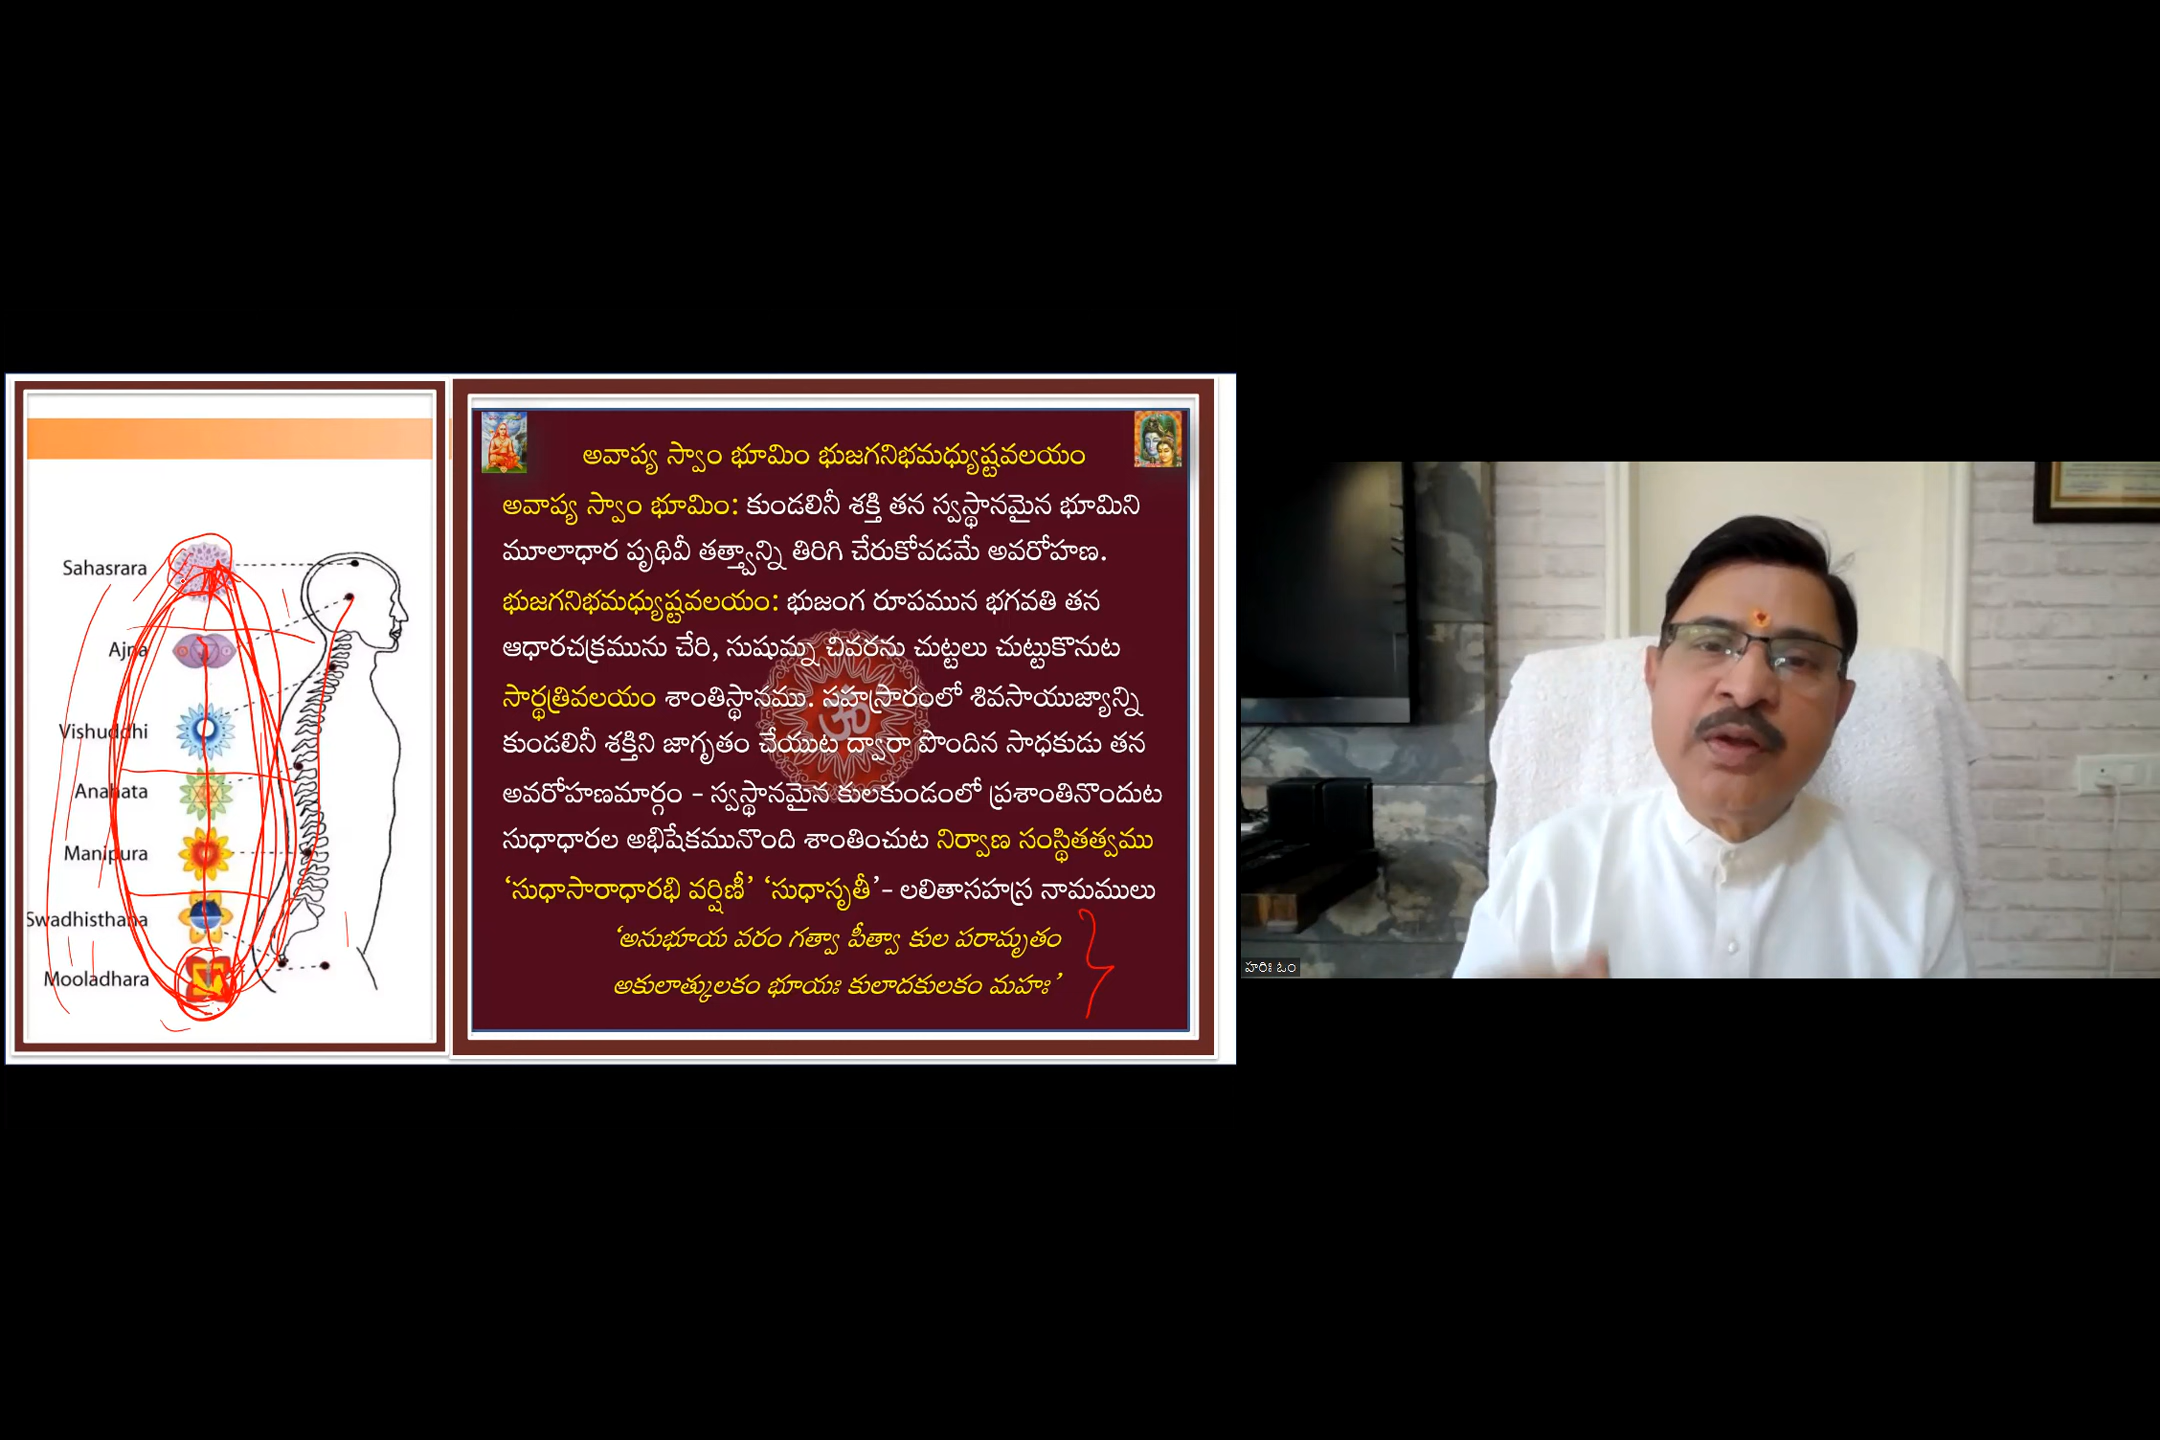 Sahasrara
Ajna
Vishuddhi
Anahata
Manipura
Swadhisthana
Mooladhara
అవాప్య స్వాం భూమిం భుజగనిభమధ్యుష్టవలయం
అవాప్య స్వాం భూమిం: కుండలినీ శక్తి తన స్వస్థానమైన భూమిని
మూలాధార పృథివీ తత్త్వాన్ని తిరిగి చేరుకోవడమే అవరోహణ.
భుజగనిభమధ్యుష్టవలయం: భుజంగ రూపమున భగవతి తన
ఆధారచక్రమును చేరి, సుషుమ్న చివరను చుట్టలు చుట్టుకొనుట
సార్థత్రివలయం శాంతిస్థానము. సహస్రారంలో శివసాయుజ్యాన్ని
కుండలినీ శక్తిని జాగృతం చేయుట ద్వారా పొందిన సాధకుడు తన
అవరోహణమార్గం - స్వస్థానమైన కులకుండంలో ప్రశాంతినొందుట
సుధాధారల అభిషేకమునొంది శాంతించుట నిర్వాణ సంస్థితత్వము
‘సుధాసారాధారభి వర్షిణీ’ ‘సుధాసృతీ’- లలితాసహస్ర నామములు
‘అనుభూయ వరం గత్వా పీత్వా కుల పరామృతం
అకులాత్కులకం భూయః కులాదకులకం మహః’
హరిః ఓం